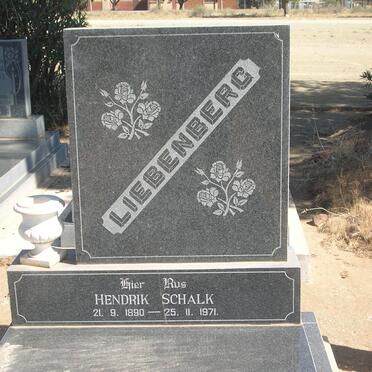 LIEBENBERG
Hier Rus
HENDRIK SCHALK
21. 9. 1890 — 25. 11. 1971.